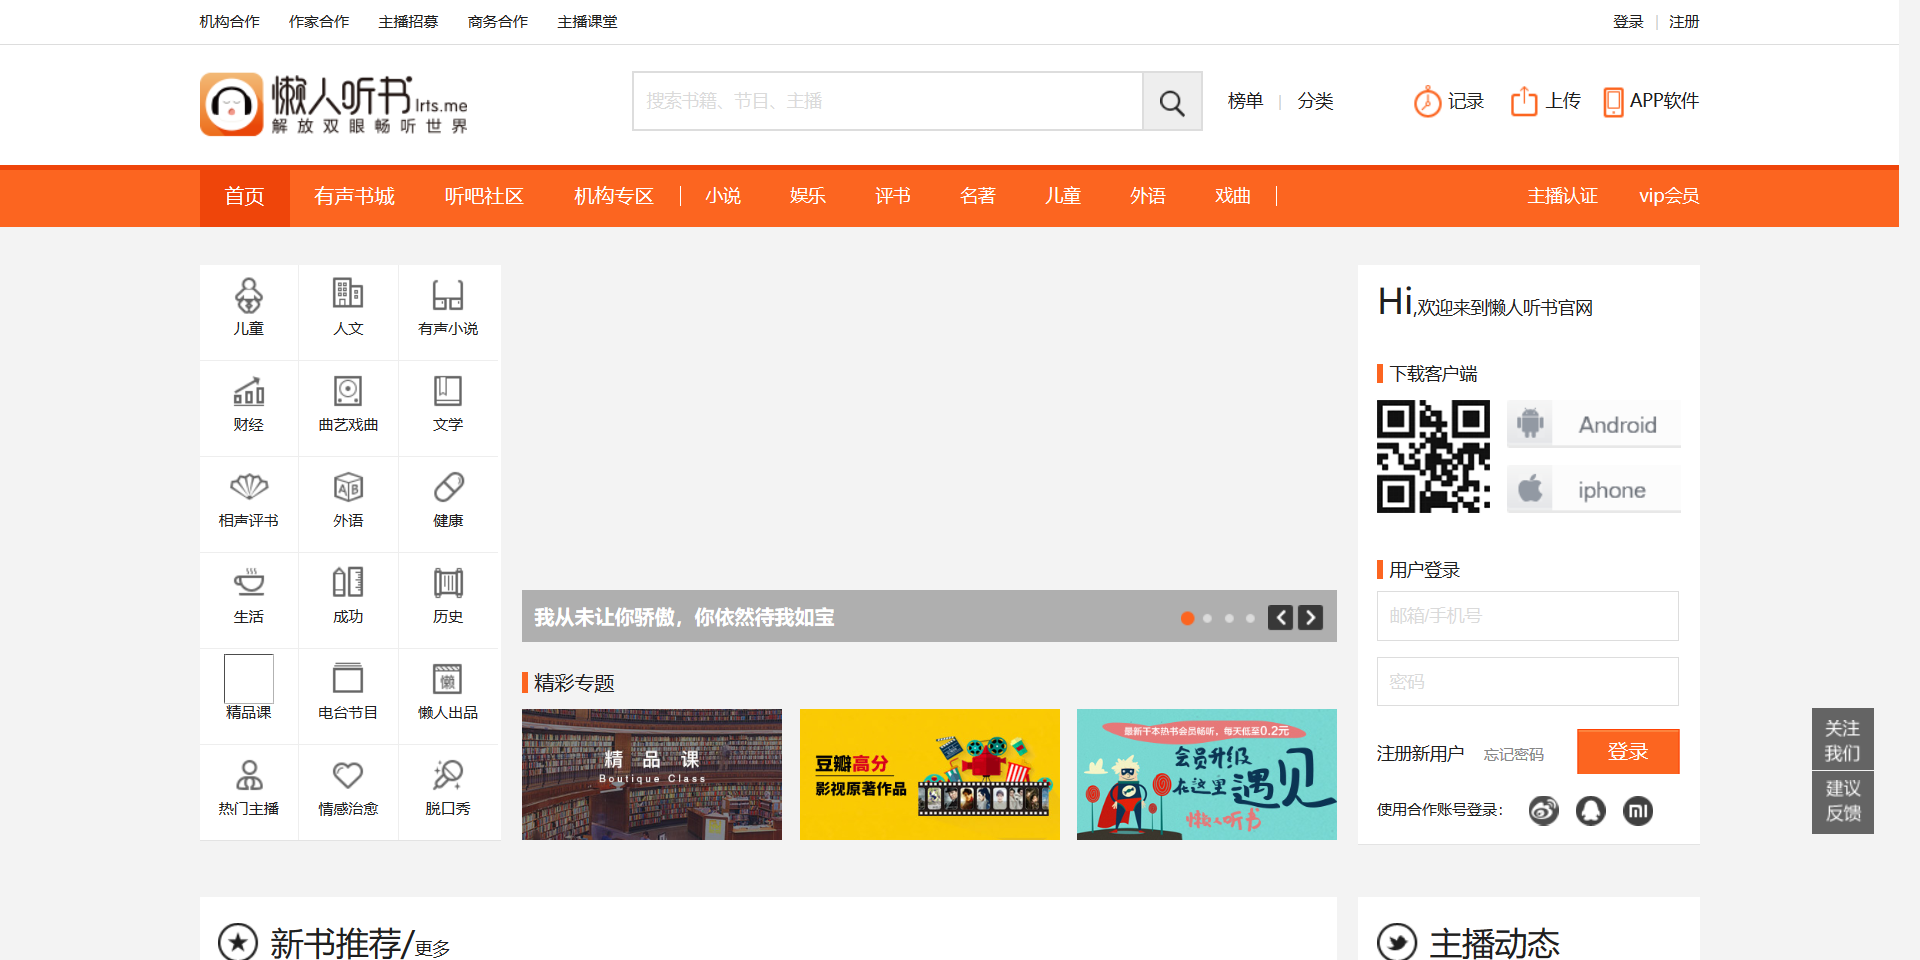 机构合作 作家合作 主播招募 商务合作 主播课堂 登录 | 注册
懒人听书 lrts.me
解放双眼畅听世界
搜索书籍、节目、主播
榜单 | 分类
记录 上传 APP软件
首页 有声书城 听吧社区 机构专区 | 小说 娱乐 评书 名著 儿童 外语 戏曲 | 主播认证 vip会员
儿童 人文 有声小说
财经 曲艺戏曲 文学
相声评书 外语 健康
生活 成功 历史
精品课 电台节目 懒人出品
懒
热门主播 情感治愈 脱口秀
我从未让你骄傲，你依然待我如宝
精彩专题
精 品 课
Boutique Class
豆瓣高分
影视原著作品
最新千本热书会员畅听，每天低至0.2元
会员升级
在这里遇见
懒人听书
Hi,欢迎来到懒人听书官网
下载客户端
Android
iphone
用户登录
邮箱/手机号
密码
注册新用户 忘记密码 登录
使用合作账号登录：
关注
我们
建议
反馈
新书推荐/更多
主播动态